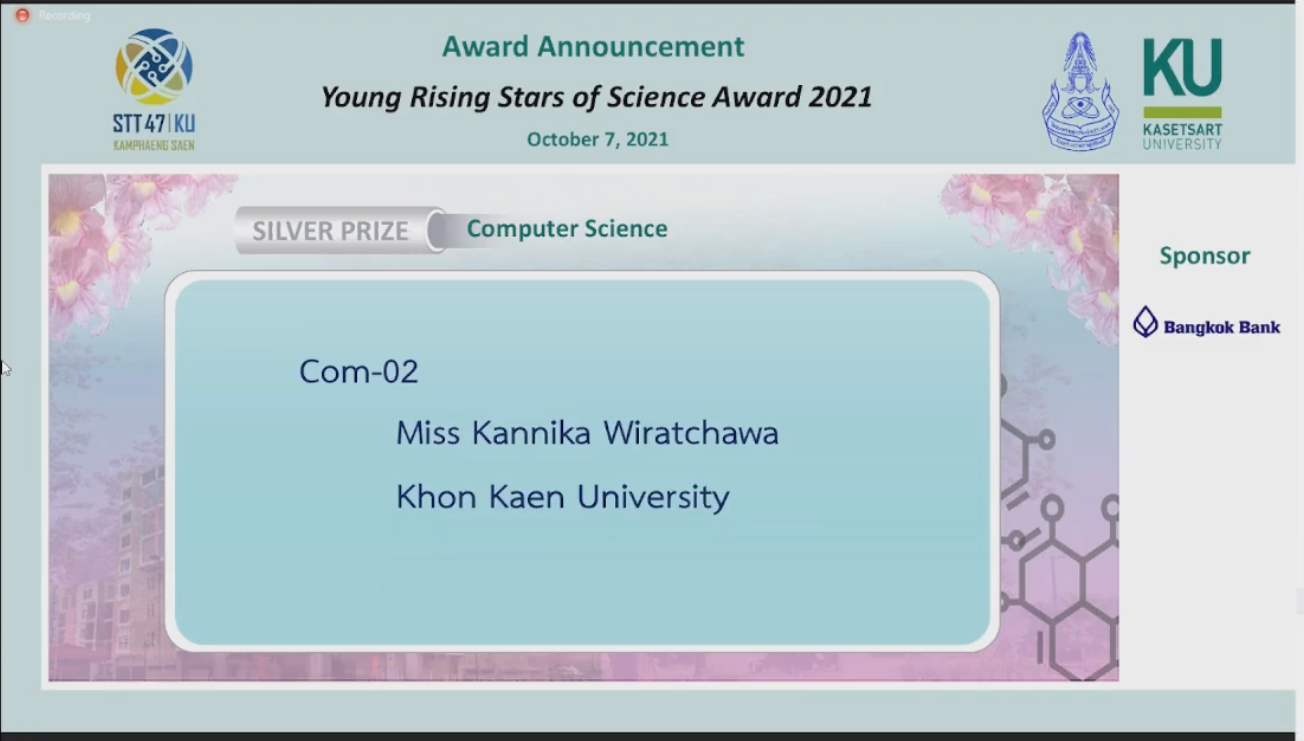 Recording
Award Announcement
Young Rising Stars of Science Award 2021
October 7, 2021
STT 47 | KU
KAMPHAENG SAEN
KU
KASETSART
UNIVERSITY
SILVER PRIZE
Computer Science
Sponsor
Bangkok Bank
Com-02
Miss Kannika Wiratchawa
Khon Kaen University